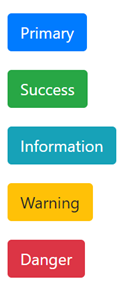 Primary
Success
Information
Warning
Danger